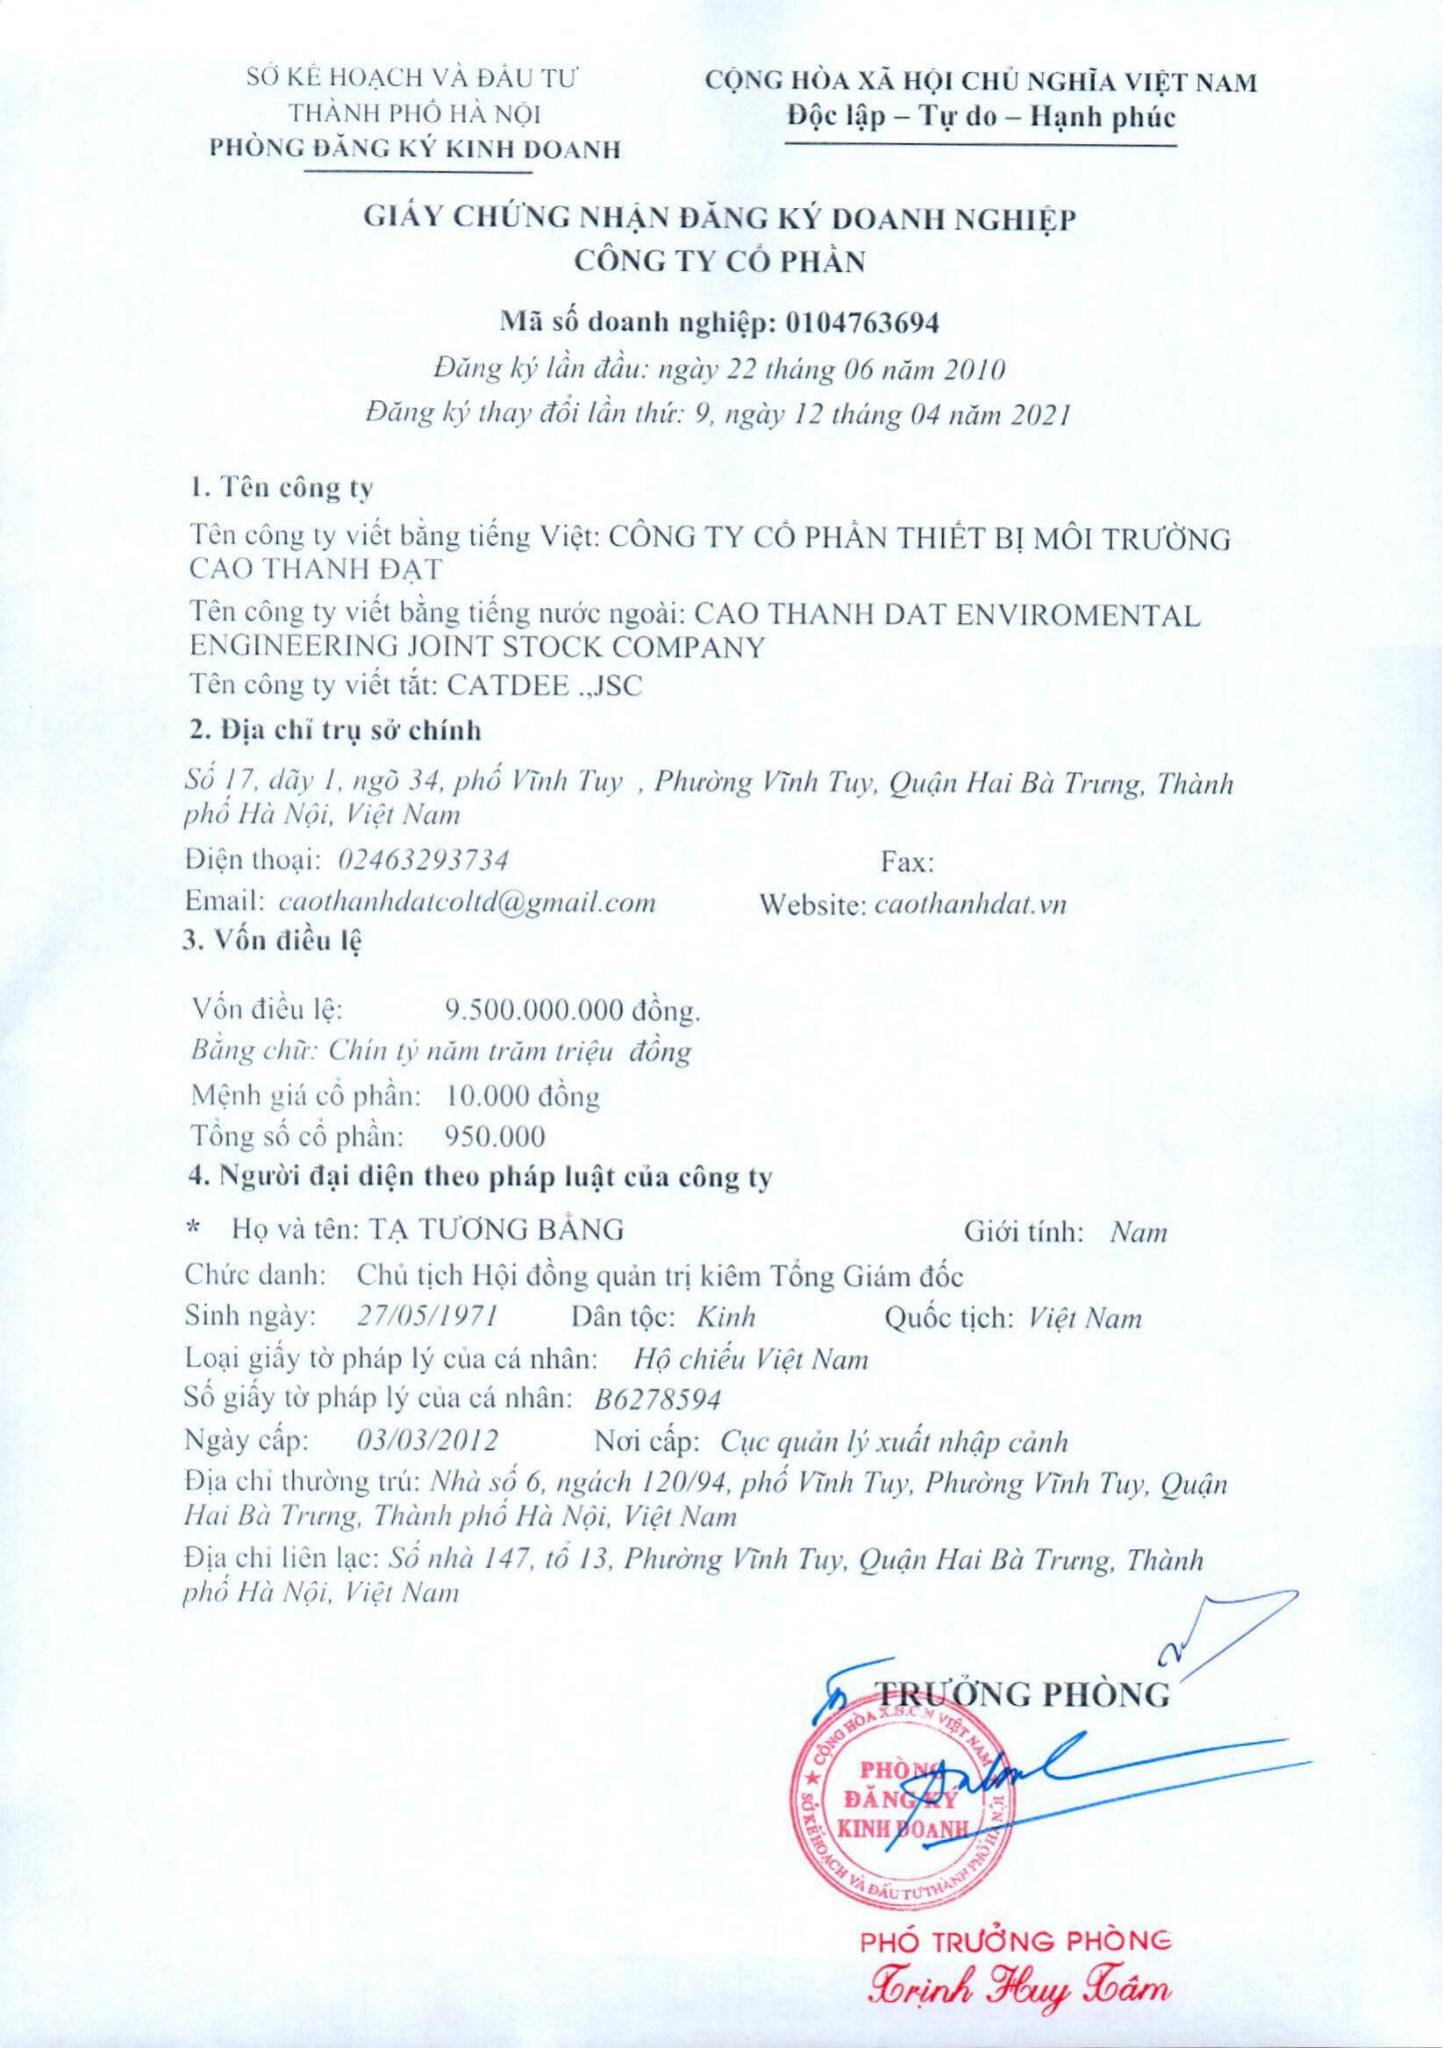 SỞ KẾ HOẠCH VÀ ĐẦU TƯ
THÀNH PHỐ HÀ NỘI
PHÒNG ĐĂNG KÝ KINH DOANH
CỘNG HÒA XÃ HỘI CHỦ NGHĨA VIỆT NAM
Độc lập – Tự do – Hạnh phúc
GIẤY CHỨNG NHẬN ĐĂNG KÝ DOANH NGHIỆP
CÔNG TY CỔ PHẦN
Mã số doanh nghiệp: 0104763694
Đăng ký lần đầu: ngày 22 tháng 06 năm 2010
Đăng ký thay đổi lần thứ: 9, ngày 12 tháng 04 năm 2021
1. Tên công ty
Tên công ty viết bằng tiếng Việt: CÔNG TY CỔ PHẦN THIẾT BỊ MÔI TRƯỜNG
CAO THANH ĐẠT
Tên công ty viết bằng tiếng nước ngoài: CAO THANH DAT ENVIROMENTAL
ENGINEERING JOINT STOCK COMPANY
Tên công ty viết tắt: CATDEE .,JSC
2. Địa chỉ trụ sở chính
Số 17, dãy 1, ngõ 34, phố Vĩnh Tuy , Phường Vĩnh Tuy, Quận Hai Bà Trưng, Thành
phố Hà Nội, Việt Nam
Điện thoại: 02463293734 Fax:
Email: caothanhdatcoltd@gmail.com Website: caothanhdat.vn
3. Vốn điều lệ
Vốn điều lệ: 9.500.000.000 đồng.
Bằng chữ: Chín tỷ năm trăm triệu đồng
Mệnh giá cổ phần: 10.000 đồng
Tổng số cổ phần: 950.000
4. Người đại diện theo pháp luật của công ty
* Họ và tên: TẠ TƯƠNG BẰNG Giới tính: Nam
Chức danh: Chủ tịch Hội đồng quản trị kiêm Tổng Giám đốc
Sinh ngày: 27/05/1971 Dân tộc: Kinh Quốc tịch: Việt Nam
Loại giấy tờ pháp lý của cá nhân: Hộ chiếu Việt Nam
Số giấy tờ pháp lý của cá nhân: B6278594
Ngày cấp: 03/03/2012 Nơi cấp: Cục quản lý xuất nhập cảnh
Địa chỉ thường trú: Nhà số 6, ngách 120/94, phố Vĩnh Tuy, Phường Vĩnh Tuy, Quận
Hai Bà Trưng, Thành phố Hà Nội, Việt Nam
Địa chỉ liên lạc: Số nhà 147, tổ 13, Phường Vĩnh Tuy, Quận Hai Bà Trưng, Thành
phố Hà Nội, Việt Nam
TRƯỞNG PHÒNG
CỘNG HÒA X.H.C.N VIỆT NAM
PHÒNG
ĐĂNG KÝ
KINH DOANH
SỞ KẾ HOẠCH VÀ ĐẦU TƯ THÀNH PHỐ HÀ NỘI
PHÓ TRƯỞNG PHÒNG
Trịnh Huy Tâm